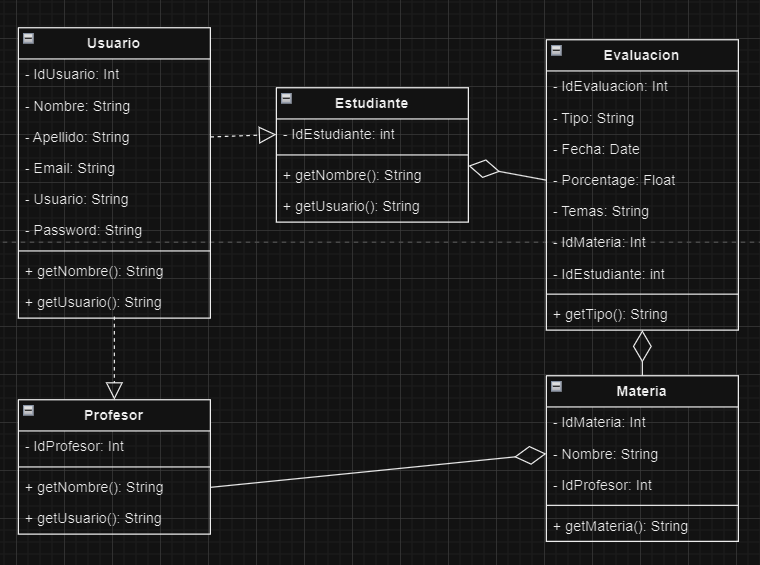 Usuario
- IdUsuario: Int
- Nombre: String
- Apellido: String
- Email: String
- Usuario: String
- Password: String
+ getNombre(): String
+ getUsuario(): String
Estudiante
- IdEstudiante: int
+ getNombre(): String
+ getUsuario(): String
Evaluacion
- IdEvaluacion: Int
- Tipo: String
- Fecha: Date
- Porcentage: Float
- Temas: String
- IdMateria: Int
- IdEstudiante: int
+ getTipo(): String
Profesor
- IdProfesor: Int
+ getNombre(): String
+ getUsuario(): String
Materia
- IdMateria: Int
- Nombre: String
- IdProfesor: Int
+ getMateria(): String